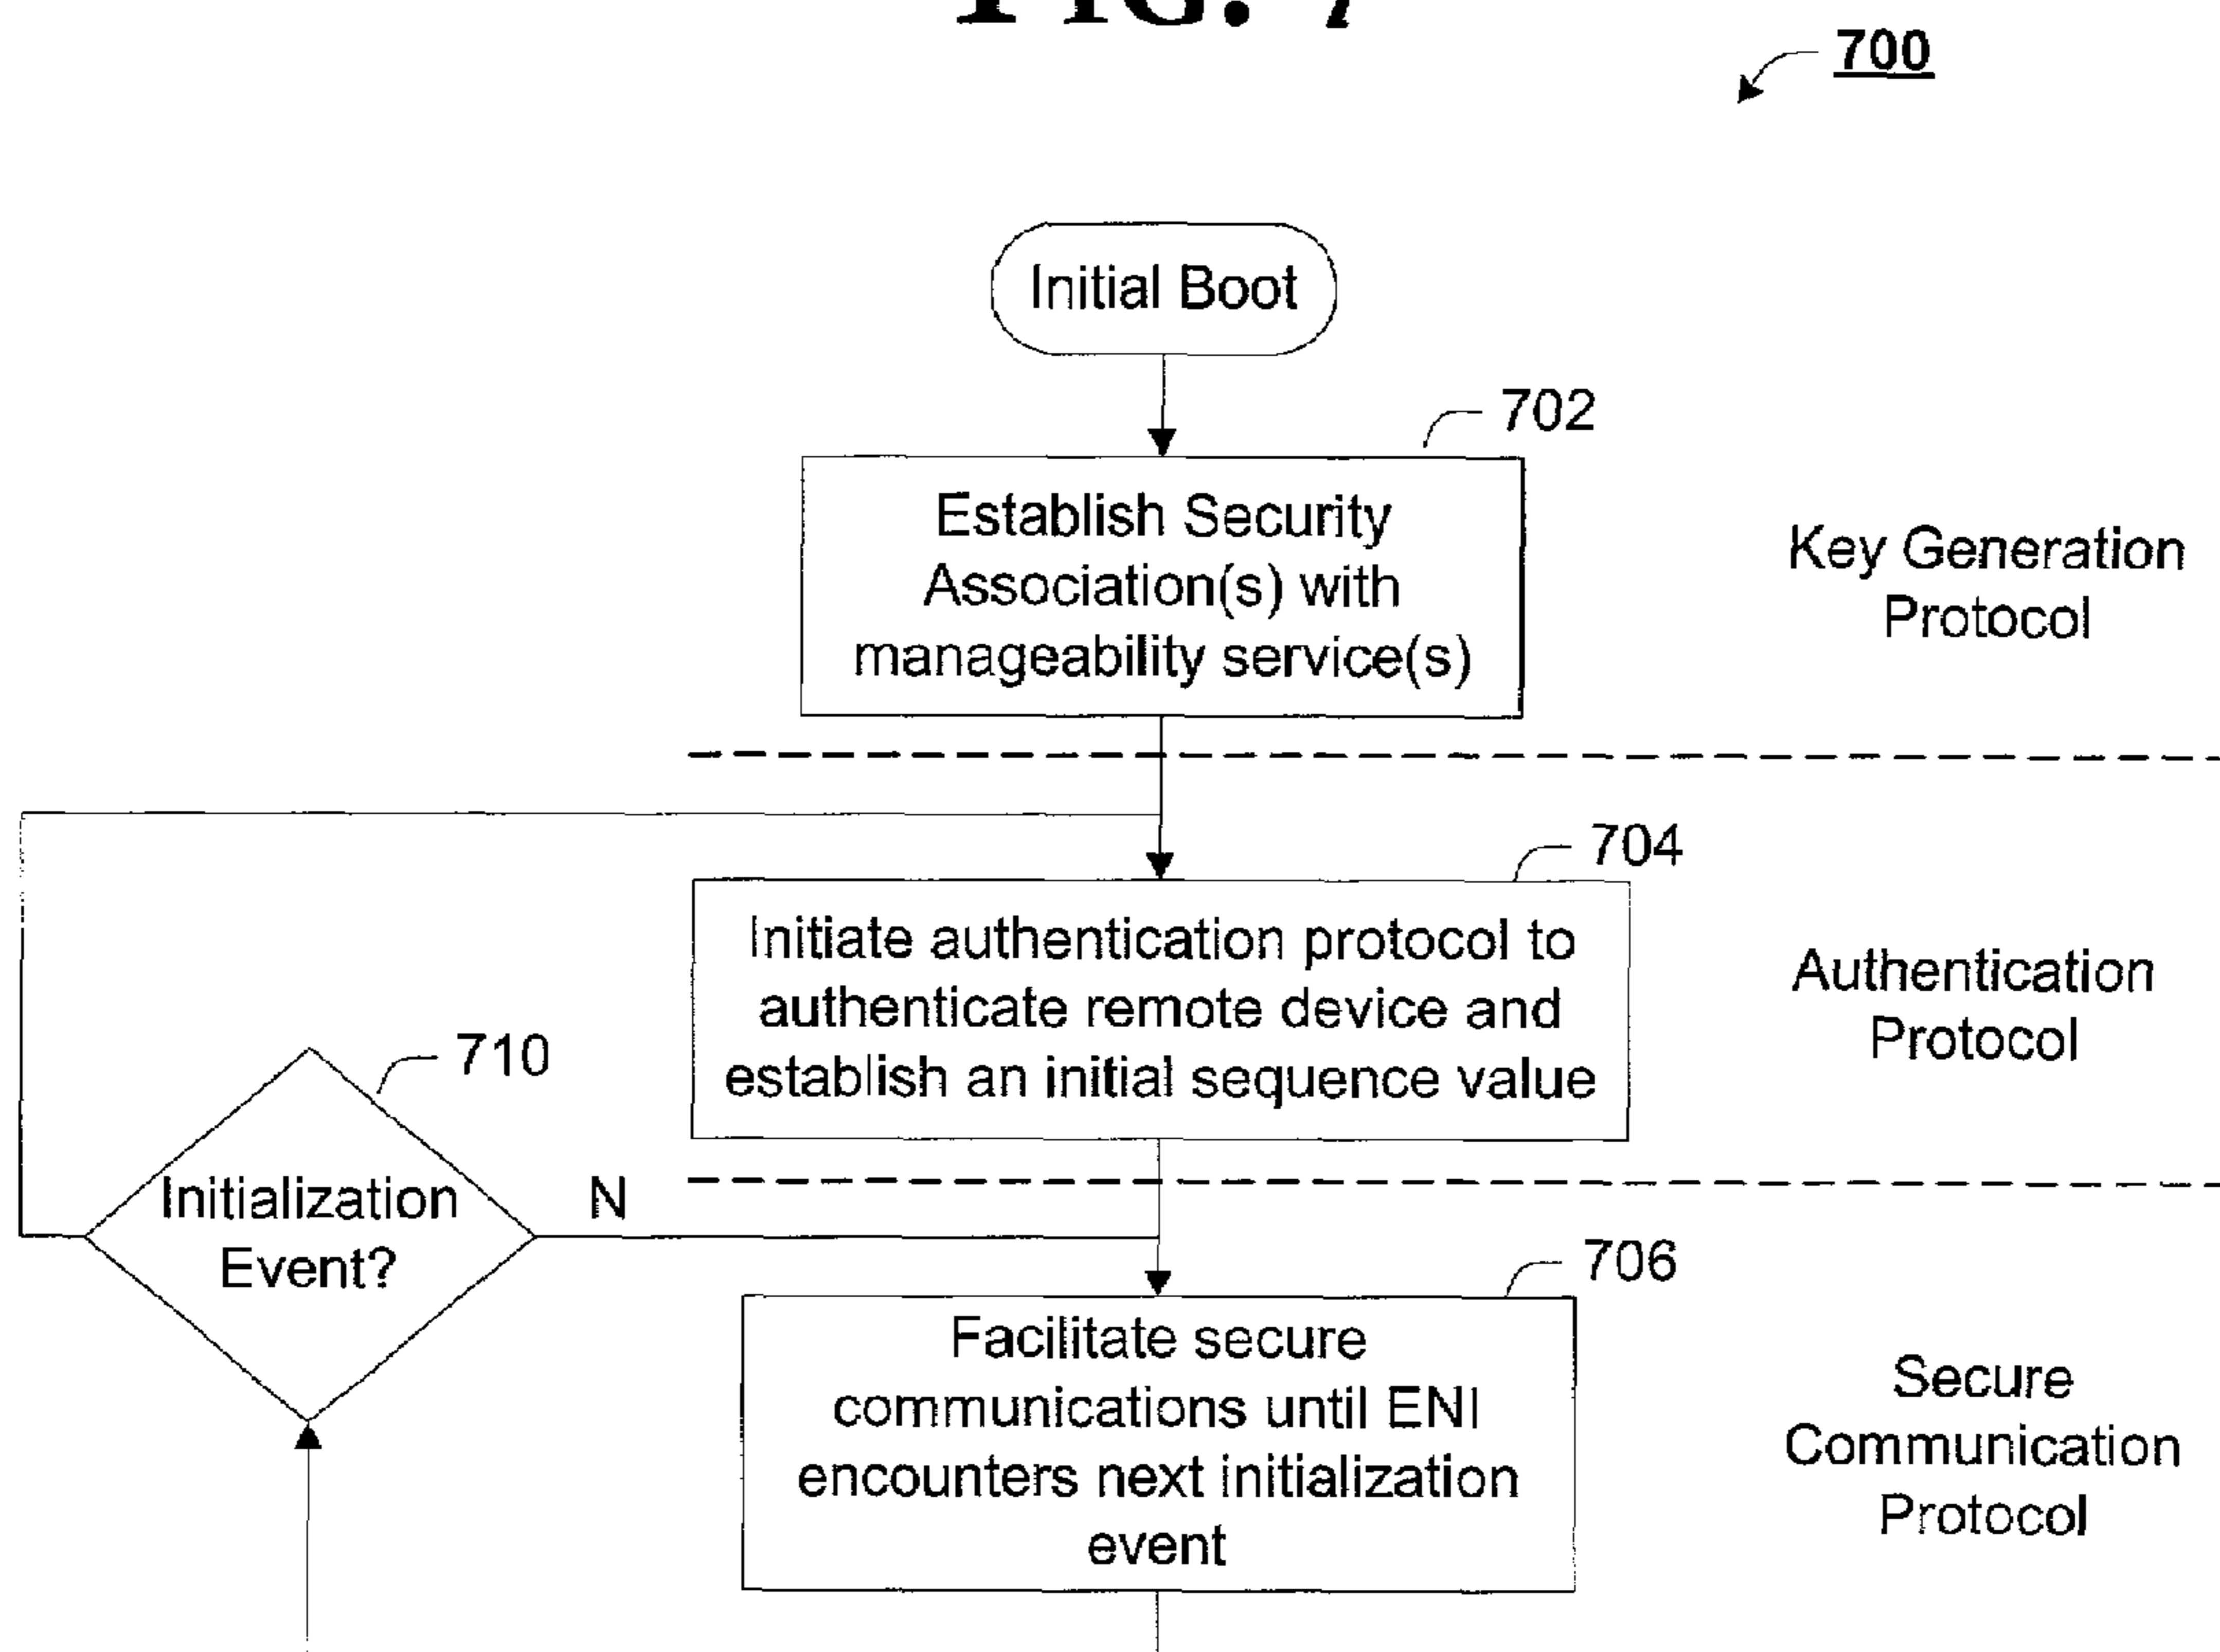 FIG. 7
700
Initial Boot
702
Establish Security
Association(s) with
manageability service(s)
Key Generation
Protocol
704
Initiate authentication protocol to
authenticate remote device and
establish an initial sequence value
Authentication
Protocol
710
Initialization
Event?
N
706
Facilitate secure
communications until ENI
encounters next initialization
event
Secure
Communication
Protocol